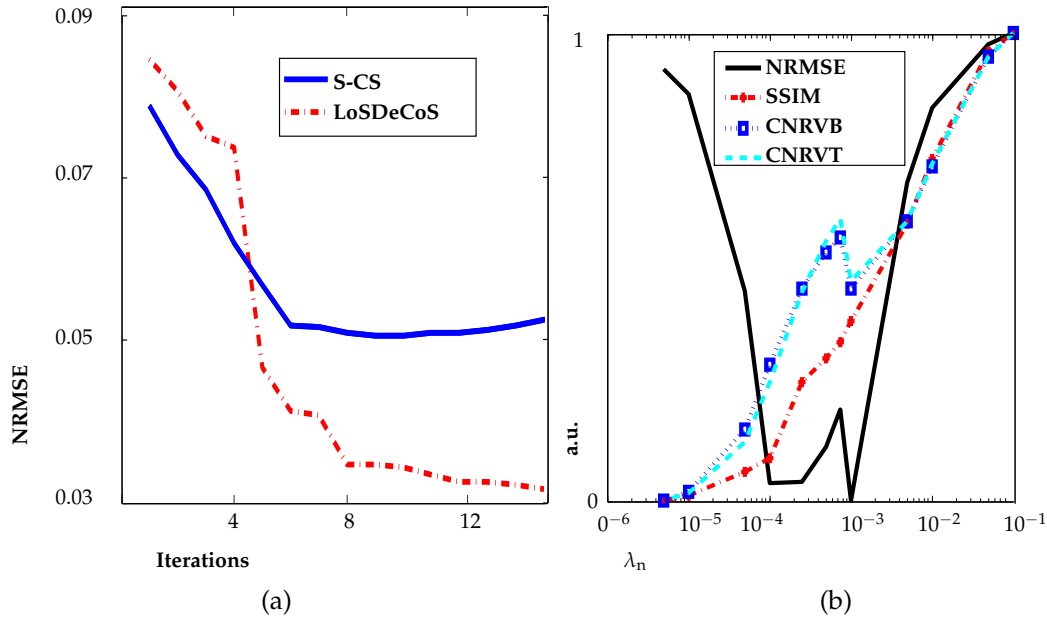 0.09
0.07
0.05
0.03
NRMSE
S-CS
LoSDeCoS
4
8
12
Iterations
(a)
1
0
a.u.
NRMSE
SSIM
CNRVB
CNRVT
0⁻⁶
10⁻⁵
10⁻⁴
10⁻³
10⁻²
10⁻¹
λn
(b)